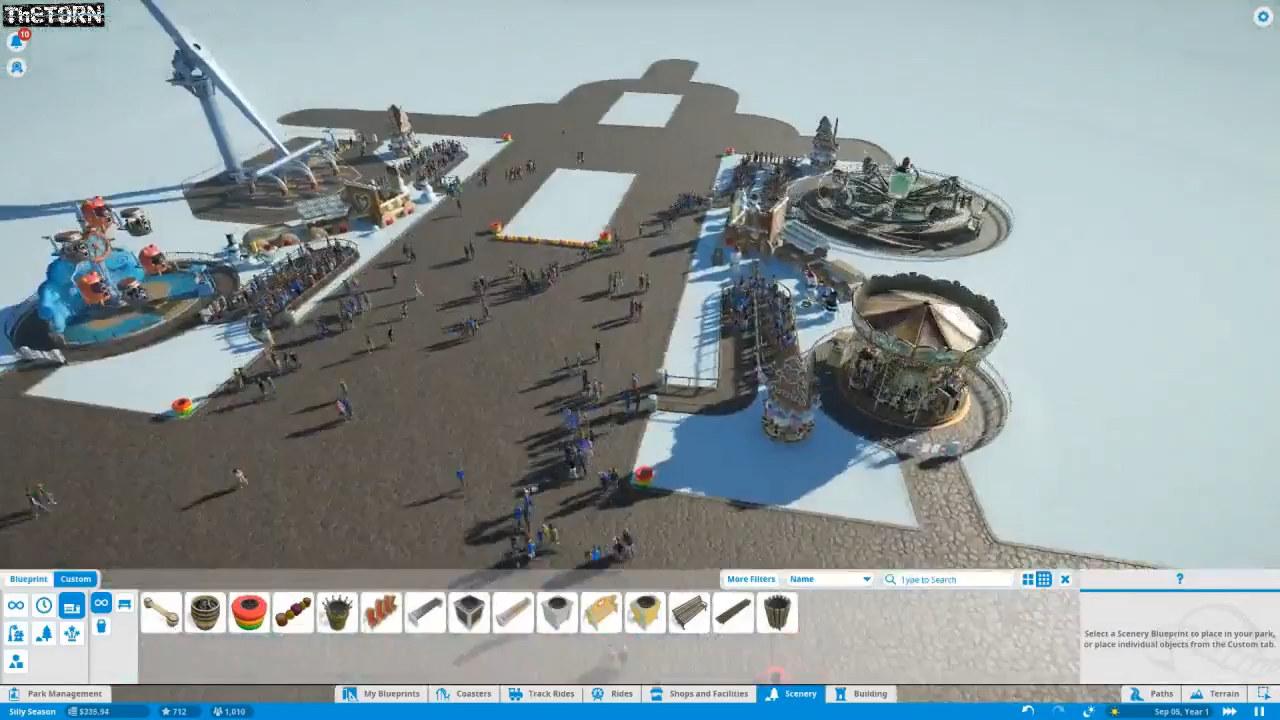 THETORN
10
Blueprint Custom More Filters Name Type to Search ?
Select a Scenery Blueprint to place in your park,
or place individual objects from the Custom tab.
Park Management My Blueprints Coasters Track Rides Rides Shops and Facilities Scenery Building Paths Terrain
Silly Season $235.94 712 1,010 Sep 05, Year 1